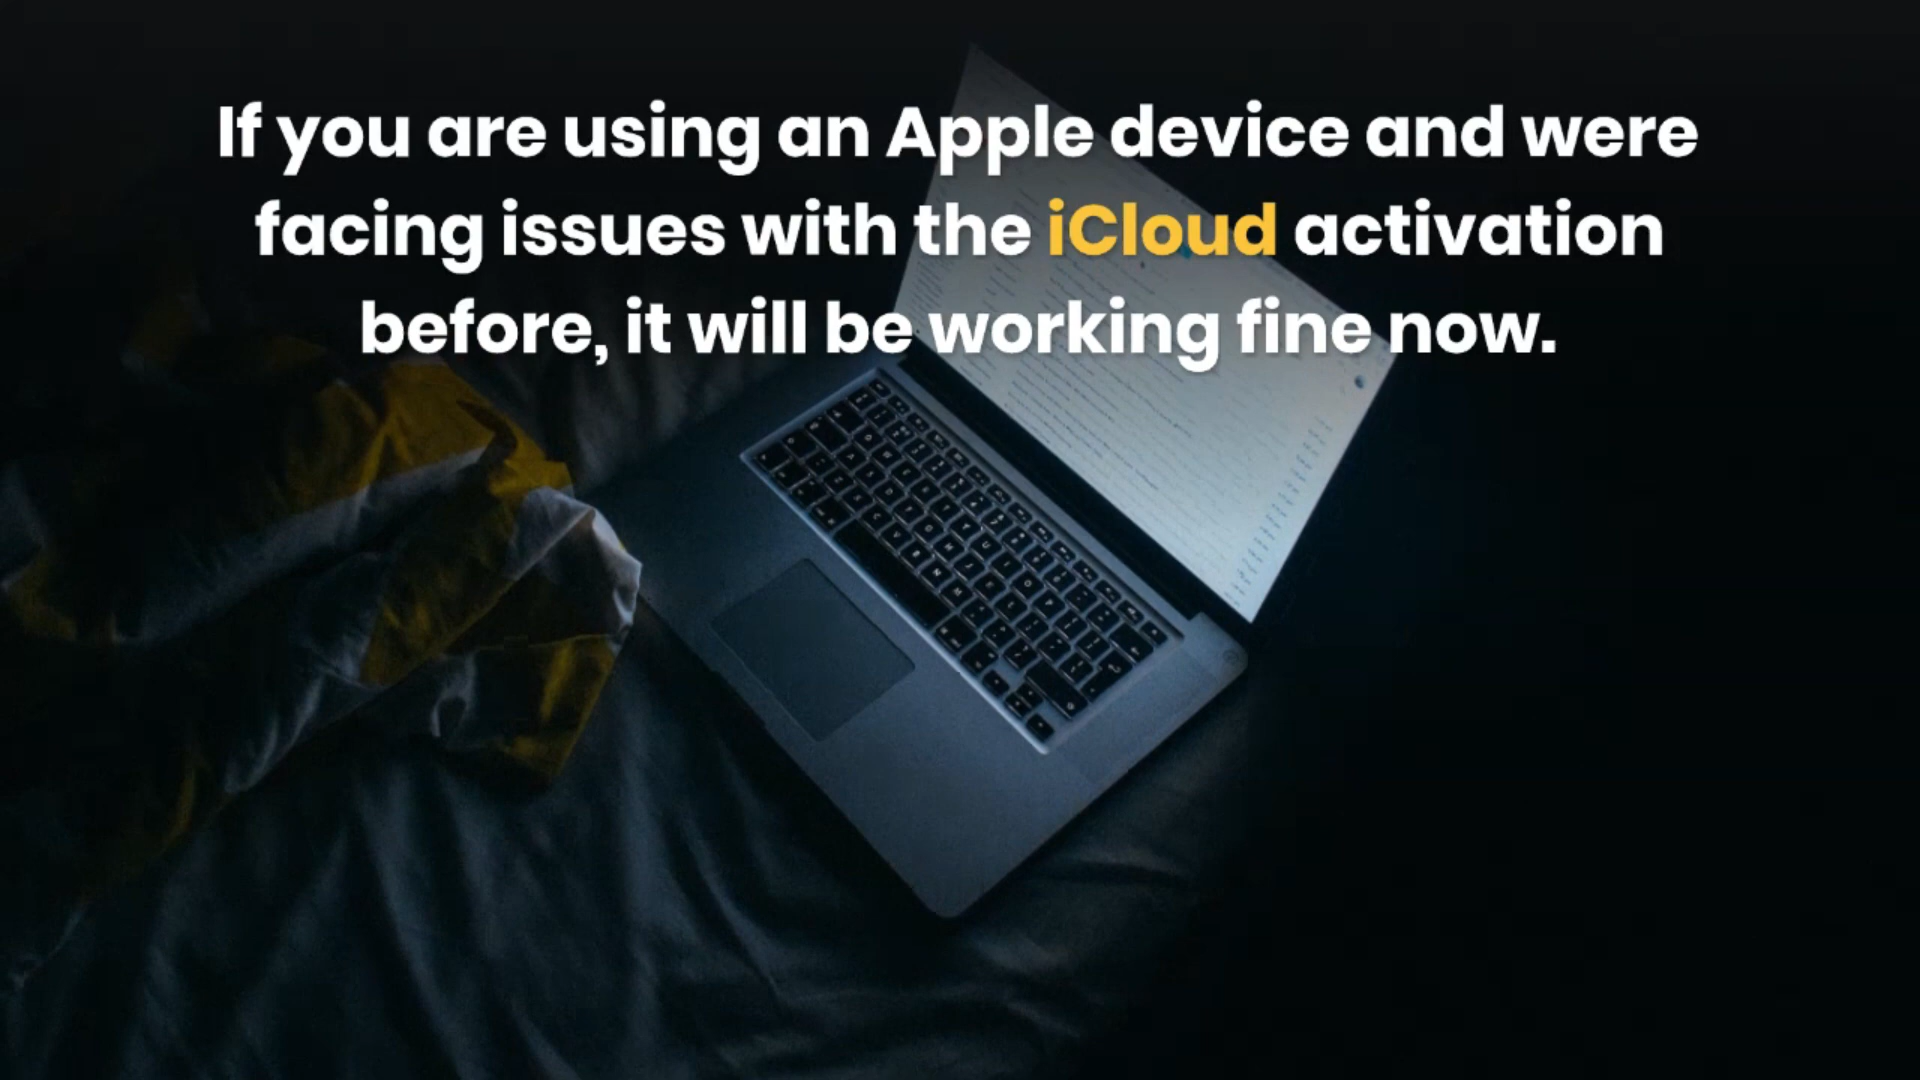 If you are using an Apple device and were
facing issues with the iCloud activation
before, it will be working fine now.